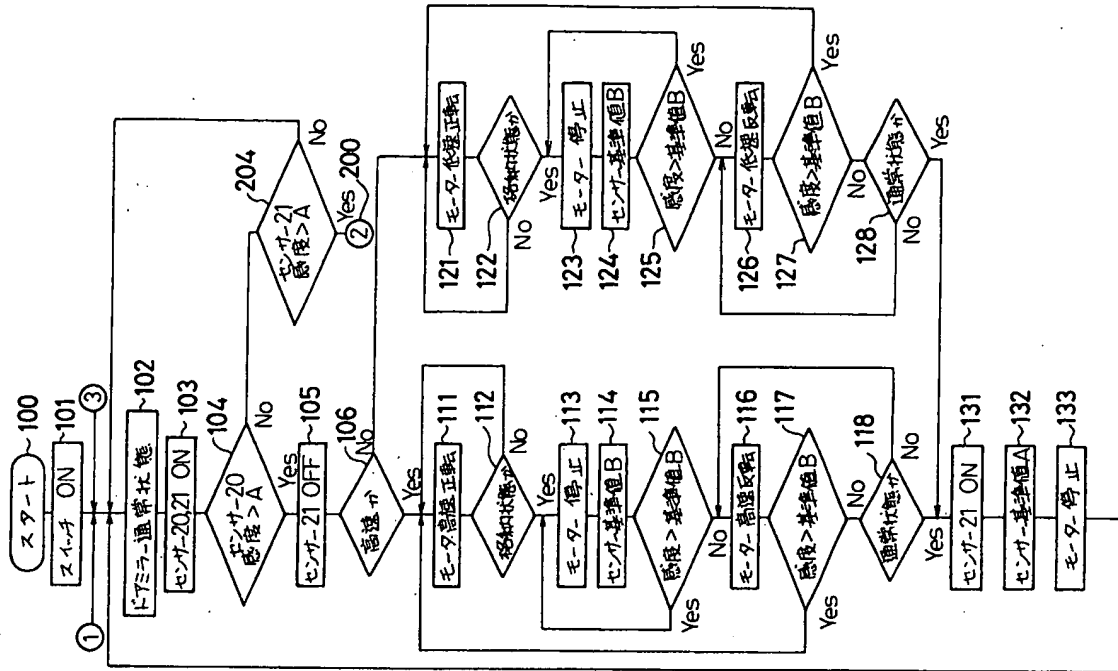 スタート 100
スイッチ ON 101
① ③
ドアミラー通常状態 102
センサー20,21 ON 103
センサー20
感度>A 104
No
Yes
センサー21
感度>A 204
No
Yes
② 200
センサー21 OFF 105
高速か 106
No
Yes
モータ高速正転 111
格納状態か 112
No
Yes
モーター停止 113
センサー基準値B 114
感度>基準値B 115
Yes
No
モーター高速反転 116
感度>基準値B 117
Yes
No
通常状態か 118
No
Yes
モーター低速正転 121
格納状態か 122
No
Yes
モーター停止 123
センサー基準値B 124
感度>基準値B 125
Yes
No
モーター低速反転 126
感度>基準値B 127
Yes
No
通常状態か 128
No
Yes
センサー21 ON 131
センサー基準値A 132
モーター停止 133